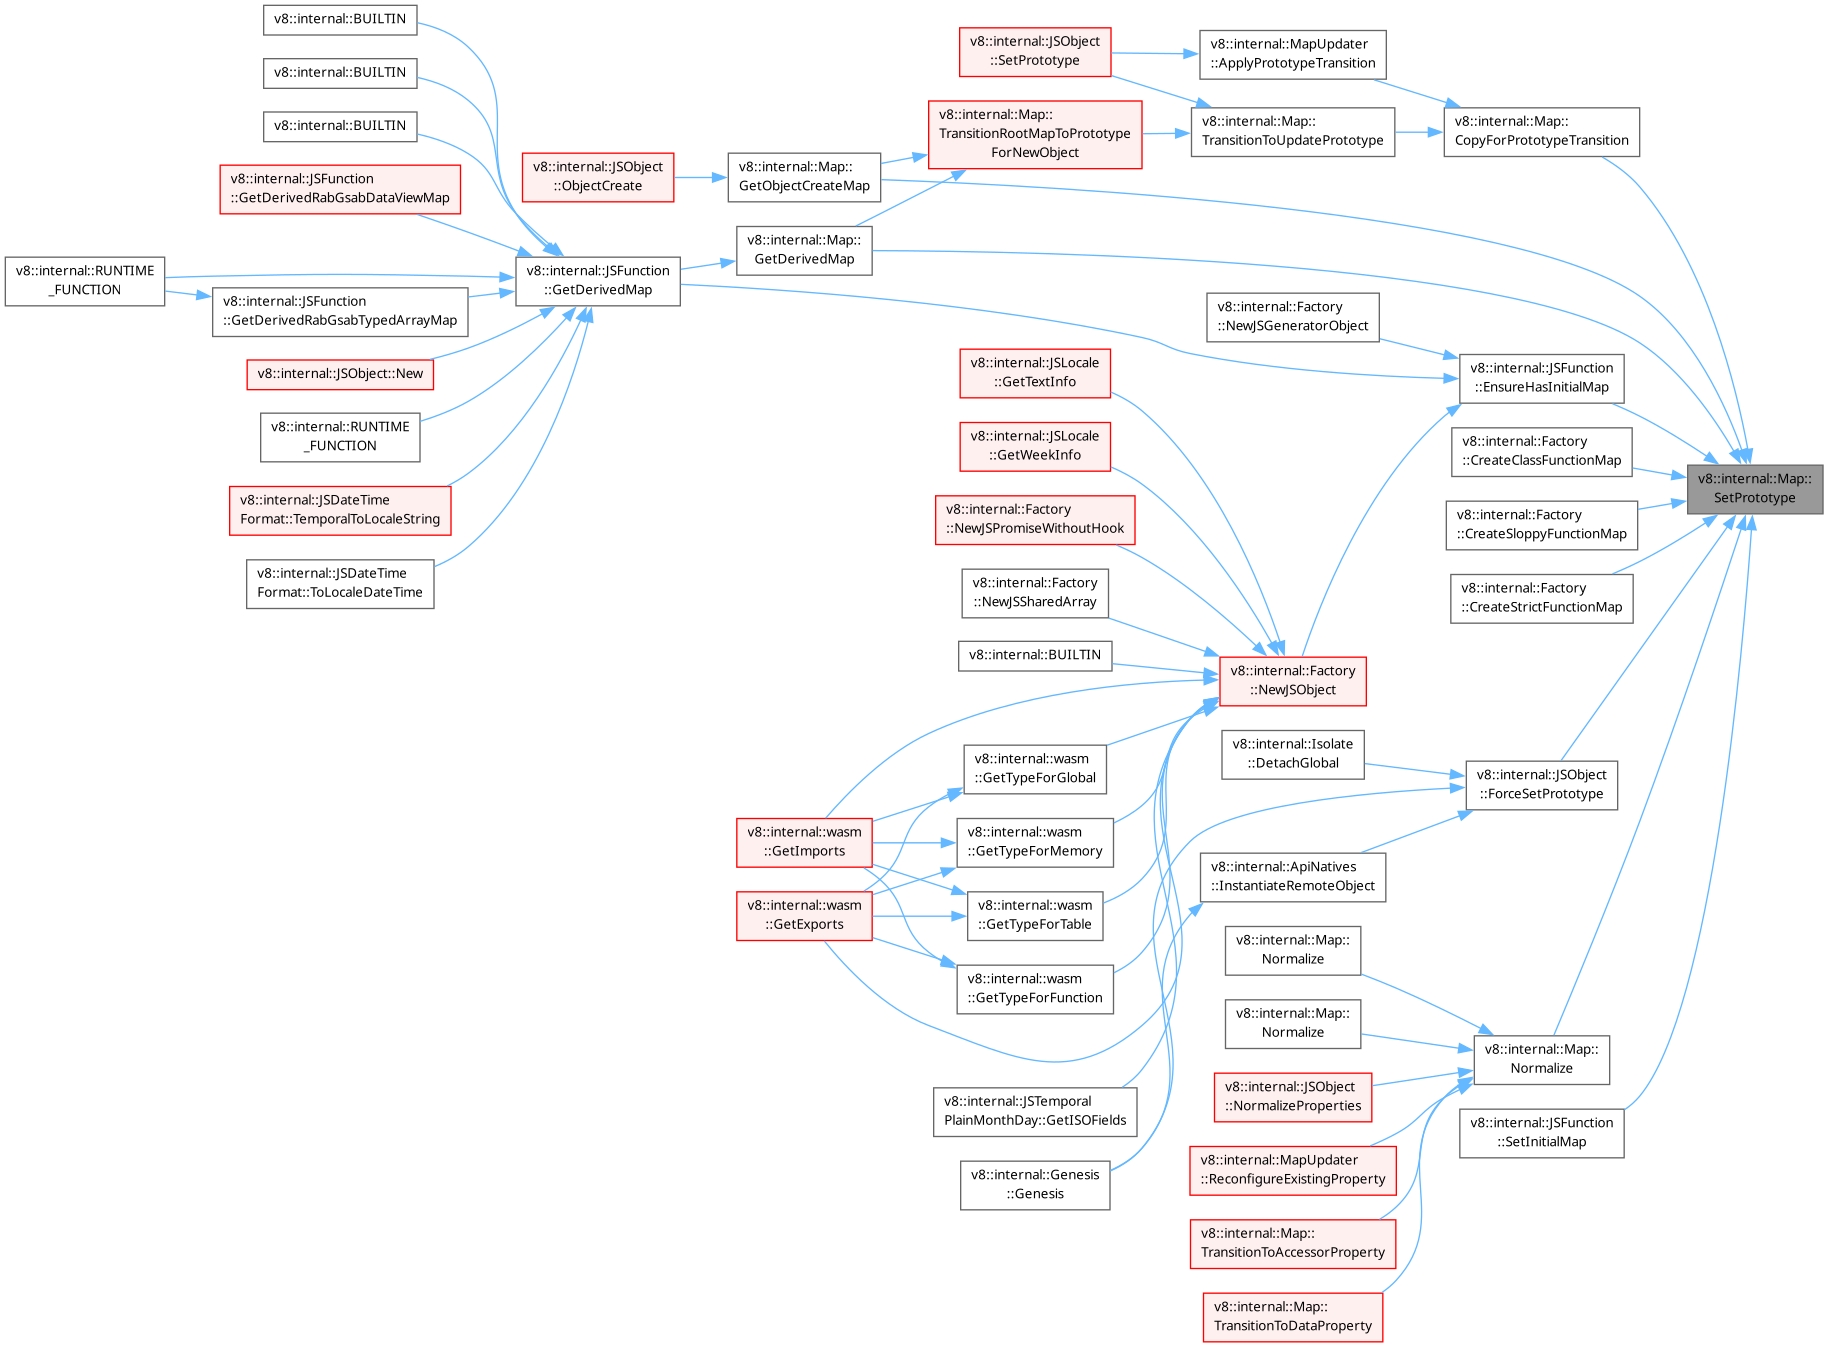 v8::internal::BUILTIN
v8::internal::BUILTIN
v8::internal::BUILTIN
v8::internal::JSFunction
::GetDerivedRabGsabDataViewMap
v8::internal::RUNTIME
_FUNCTION
v8::internal::JSFunction
::GetDerivedRabGsabTypedArrayMap
v8::internal::JSObject::New
v8::internal::RUNTIME
_FUNCTION
v8::internal::JSDateTime
Format::TemporalToLocaleString
v8::internal::JSDateTime
Format::ToLocaleDateTime
v8::internal::JSObject
::ObjectCreate
v8::internal::JSFunction
::GetDerivedMap
v8::internal::Map::
GetObjectCreateMap
v8::internal::Map::
GetDerivedMap
v8::internal::JSObject
::SetPrototype
v8::internal::Map::
TransitionRootMapToPrototype
ForNewObject
v8::internal::MapUpdater
::ApplyPrototypeTransition
v8::internal::Map::
TransitionToUpdatePrototype
v8::internal::Map::
CopyForPrototypeTransition
v8::internal::Factory
::NewJSGeneratorObject
v8::internal::JSFunction
::EnsureHasInitialMap
v8::internal::JSLocale
::GetTextInfo
v8::internal::JSLocale
::GetWeekInfo
v8::internal::Factory
::NewJSPromiseWithoutHook
v8::internal::Factory
::NewJSSharedArray
v8::internal::BUILTIN
v8::internal::Factory
::CreateClassFunctionMap
v8::internal::Factory
::CreateSloppyFunctionMap
v8::internal::Factory
::CreateStrictFunctionMap
v8::internal::Map::
SetPrototype
v8::internal::Factory
::NewJSObject
v8::internal::wasm
::GetTypeForGlobal
v8::internal::wasm
::GetImports
v8::internal::wasm
::GetTypeForMemory
v8::internal::wasm
::GetExports
v8::internal::wasm
::GetTypeForTable
v8::internal::wasm
::GetTypeForFunction
v8::internal::JSTemporal
PlainMonthDay::GetISOFields
v8::internal::Genesis
::Genesis
v8::internal::Isolate
::DetachGlobal
v8::internal::JSObject
::ForceSetPrototype
v8::internal::ApiNatives
::InstantiateRemoteObject
v8::internal::Map::
Normalize
v8::internal::Map::
Normalize
v8::internal::Map::
Normalize
v8::internal::JSObject
::NormalizeProperties
v8::internal::JSFunction
::SetInitialMap
v8::internal::MapUpdater
::ReconfigureExistingProperty
v8::internal::Map::
TransitionToAccessorProperty
v8::internal::Map::
TransitionToDataProperty